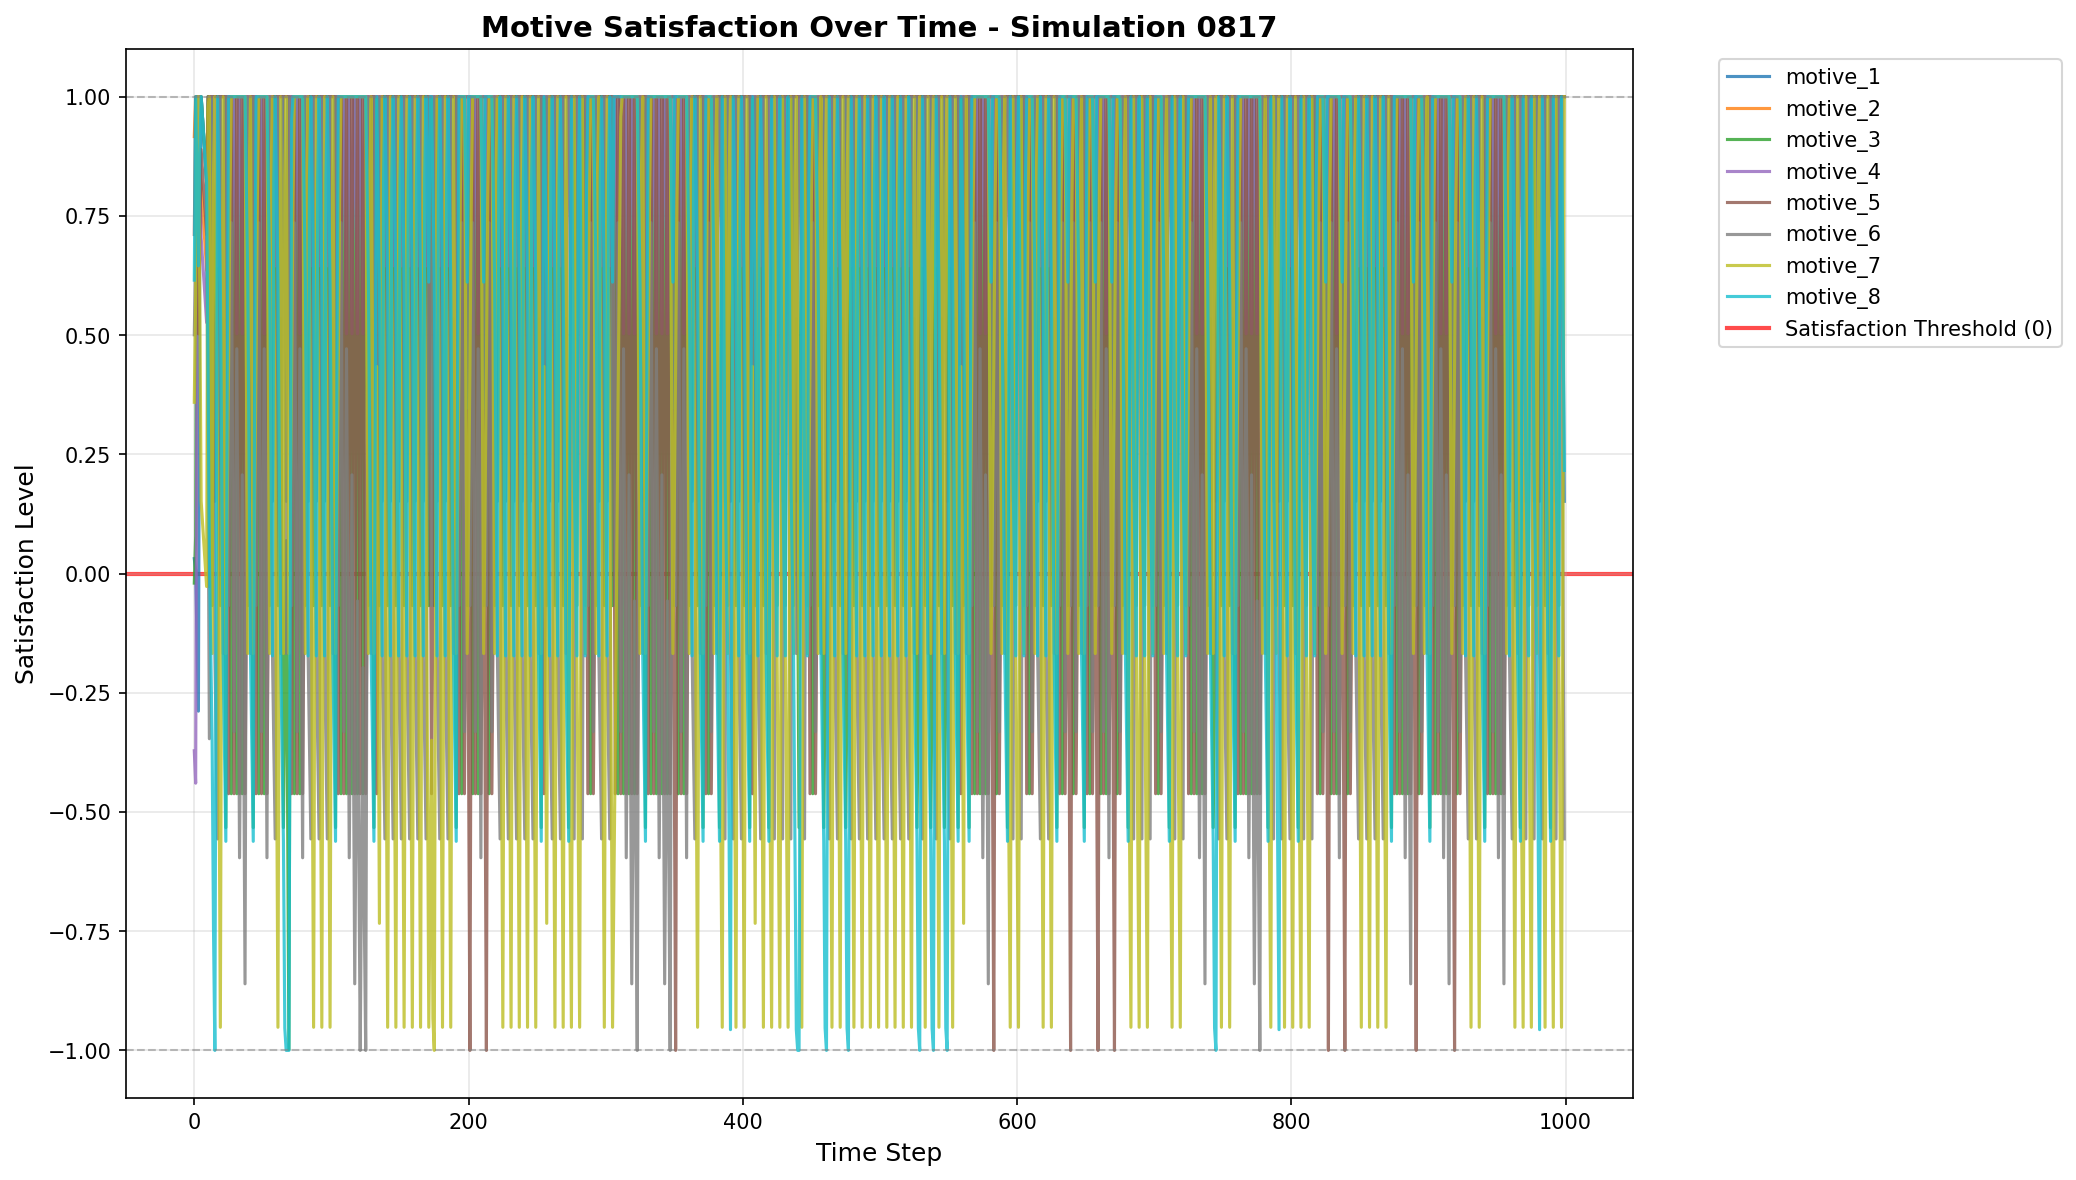 Motive Satisfaction Over Time - Simulation 0817
Satisfaction Level
1.00
0.75
0.50
0.25
0.00
−0.25
−0.50
−0.75
−1.00
0
200
400
600
800
1000
Time Step
motive_1
motive_2
motive_3
motive_4
motive_5
motive_6
motive_7
motive_8
Satisfaction Threshold (0)